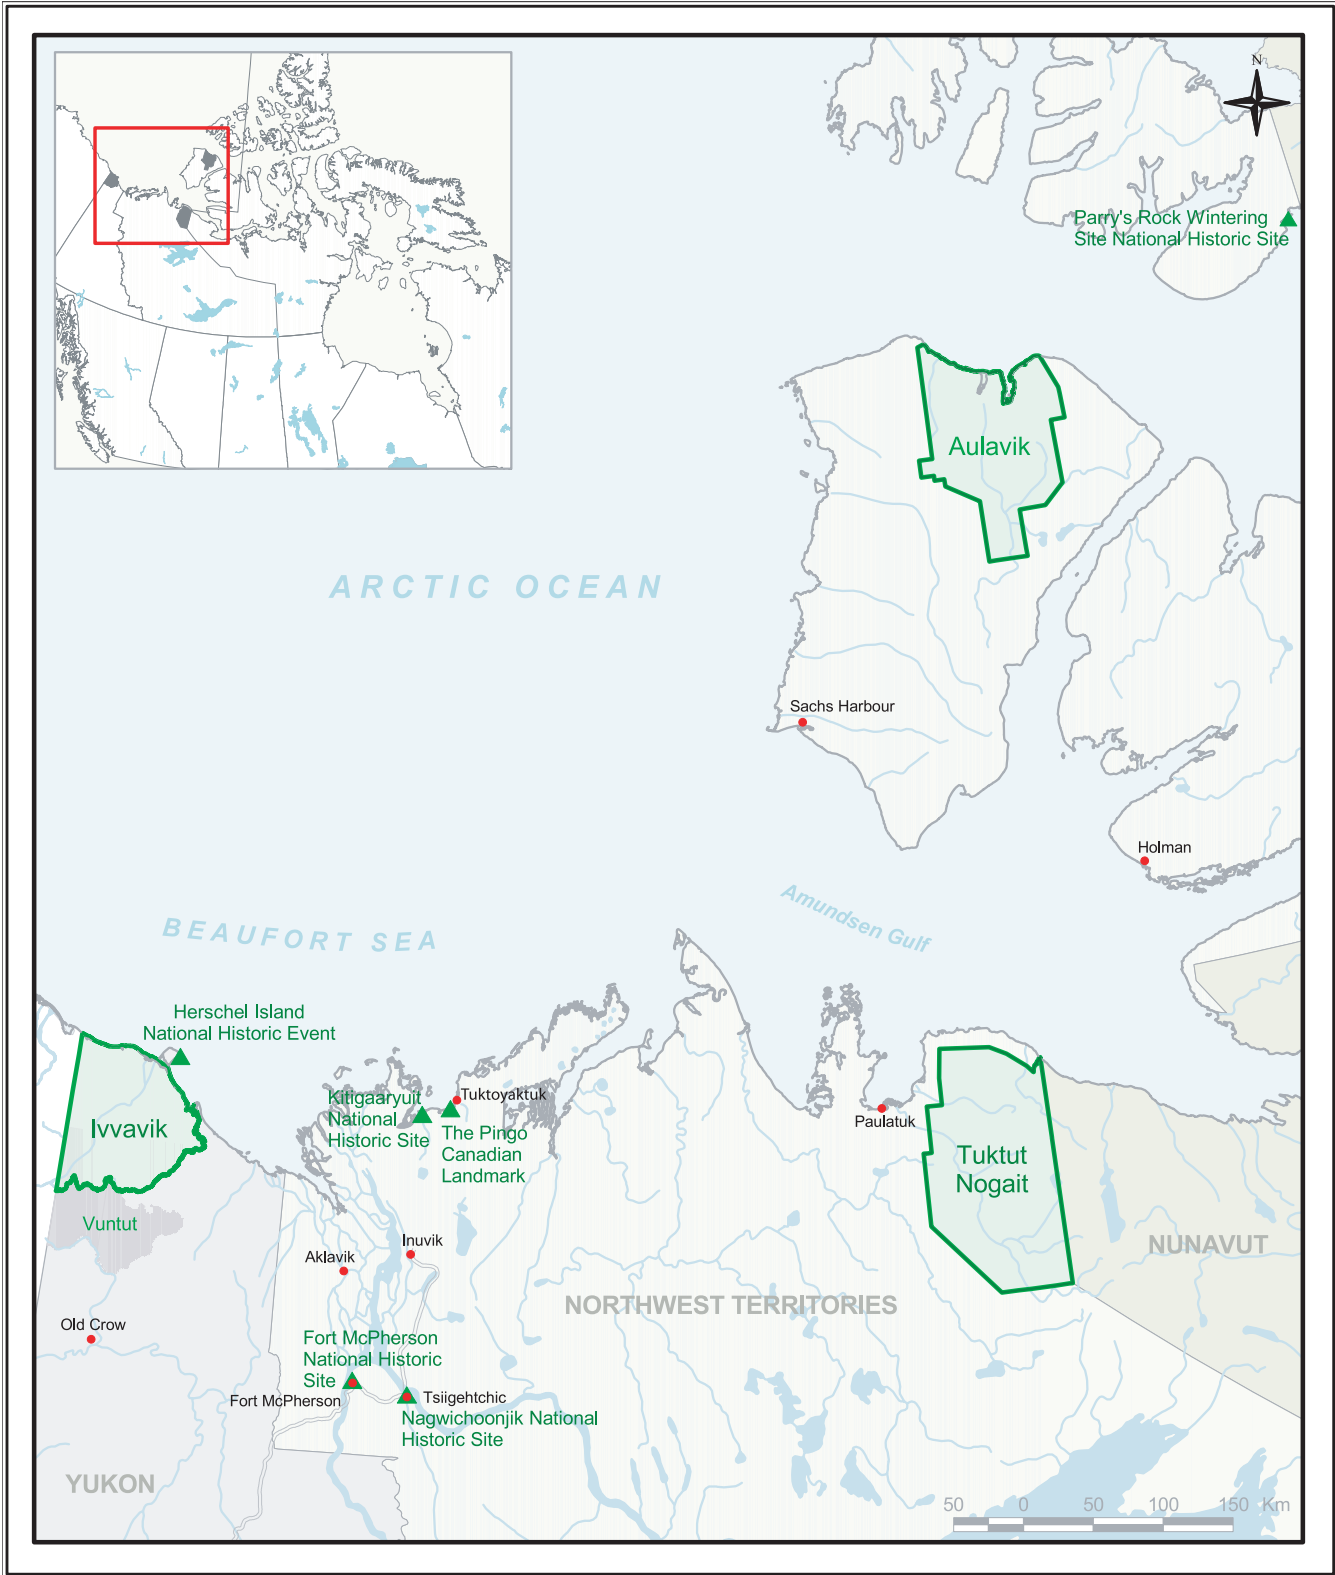 N
Parry's Rock Wintering
Site National Historic Site
Aulavik
ARCTIC OCEAN
Sachs Harbour
Holman
Amundsen Gulf
BEAUFORT SEA
Herschel Island
National Historic Event
Ivvavik
Kitigaaryuit
National
Historic Site
Tuktoyaktuk
The Pingo
Canadian
Landmark
Paulatuk
Tuktut
Nogait
Vuntut
Inuvik
Aklavik
NUNAVUT
NORTHWEST TERRITORIES
Old Crow
Fort McPherson
National Historic
Site
Fort McPherson
Tsiigehtchic
Nagwichoonjik National
Historic Site
YUKON
50 0 50 100 150 Km